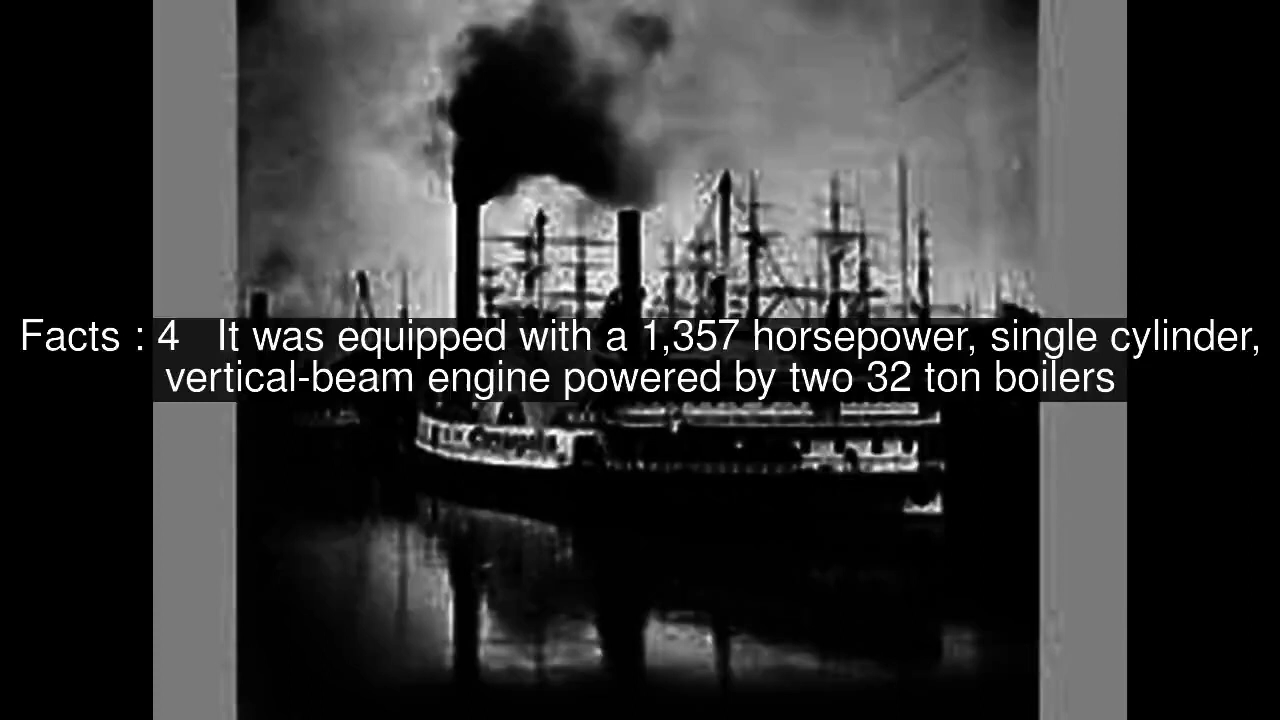 Facts : 4   It was equipped with a 1,357 horsepower, single cylinder,
vertical-beam engine powered by two 32 ton boilers